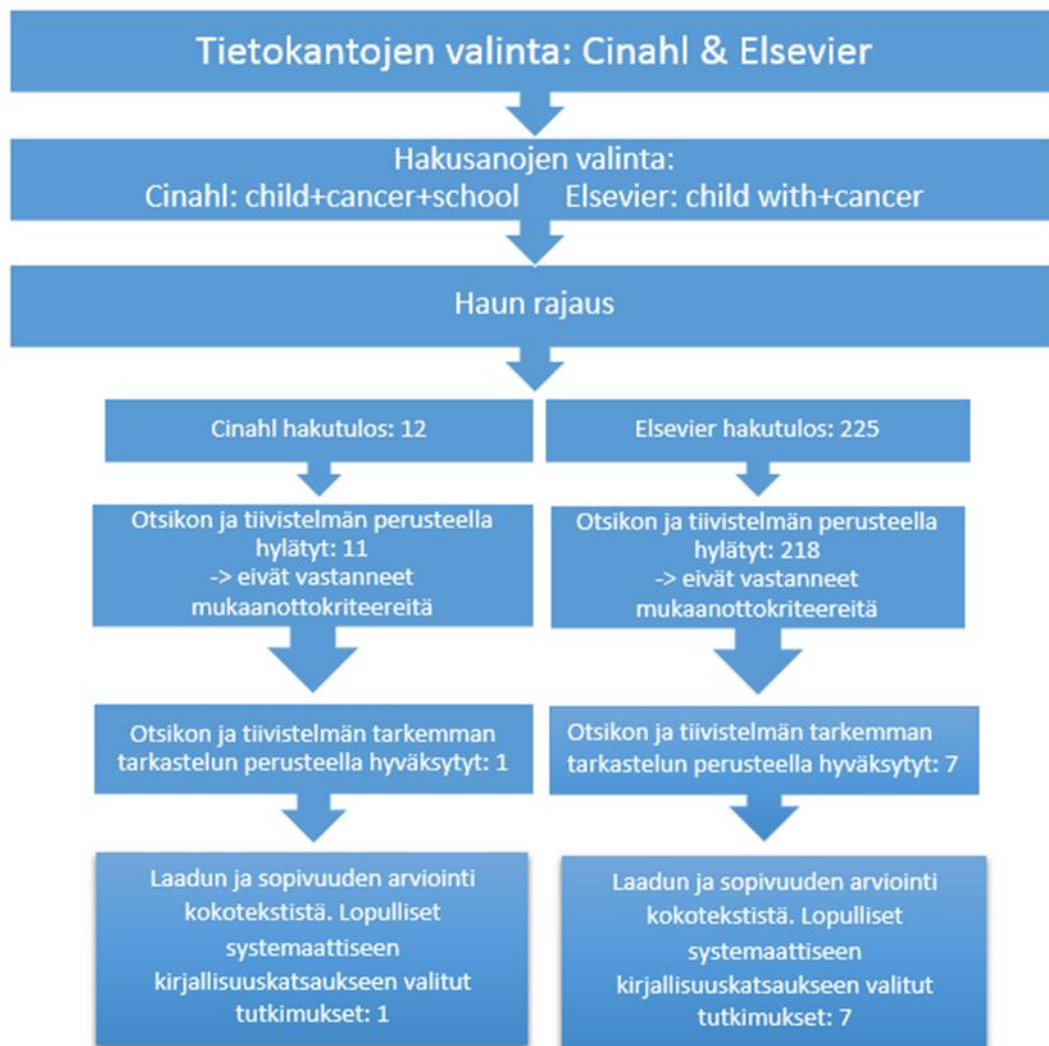 Tietokantojen valinta: Cinahl & Elsevier
Hakusanojen valinta:
Cinahl: child+cancer+school Elsevier: child with+cancer
Haun rajaus
Cinahl hakutulos: 12
Elsevier hakutulos: 225
Otsikon ja tiivistelmän perusteella
hylätyt: 11
-> eivät vastanneet
mukaanottokriteereitä
Otsikon ja tiivistelmän perusteella
hylätyt: 218
-> eivät vastanneet
mukaanottokriteereitä
Otsikon ja tiivistelmän tarkemman
tarkastelun perusteella hyväksytyt: 1
Otsikon ja tiivistelmän tarkemman
tarkastelun perusteella hyväksytyt: 7
Laadun ja sopivuuden arviointi
kokotekstistä. Lopulliset
systemaattiseen
kirjallisuuskatsaukseen valitut
tutkimukset: 1
Laadun ja sopivuuden arviointi
kokotekstistä. Lopulliset
systemaattiseen
kirjallisuuskatsaukseen valitut
tutkimukset: 7